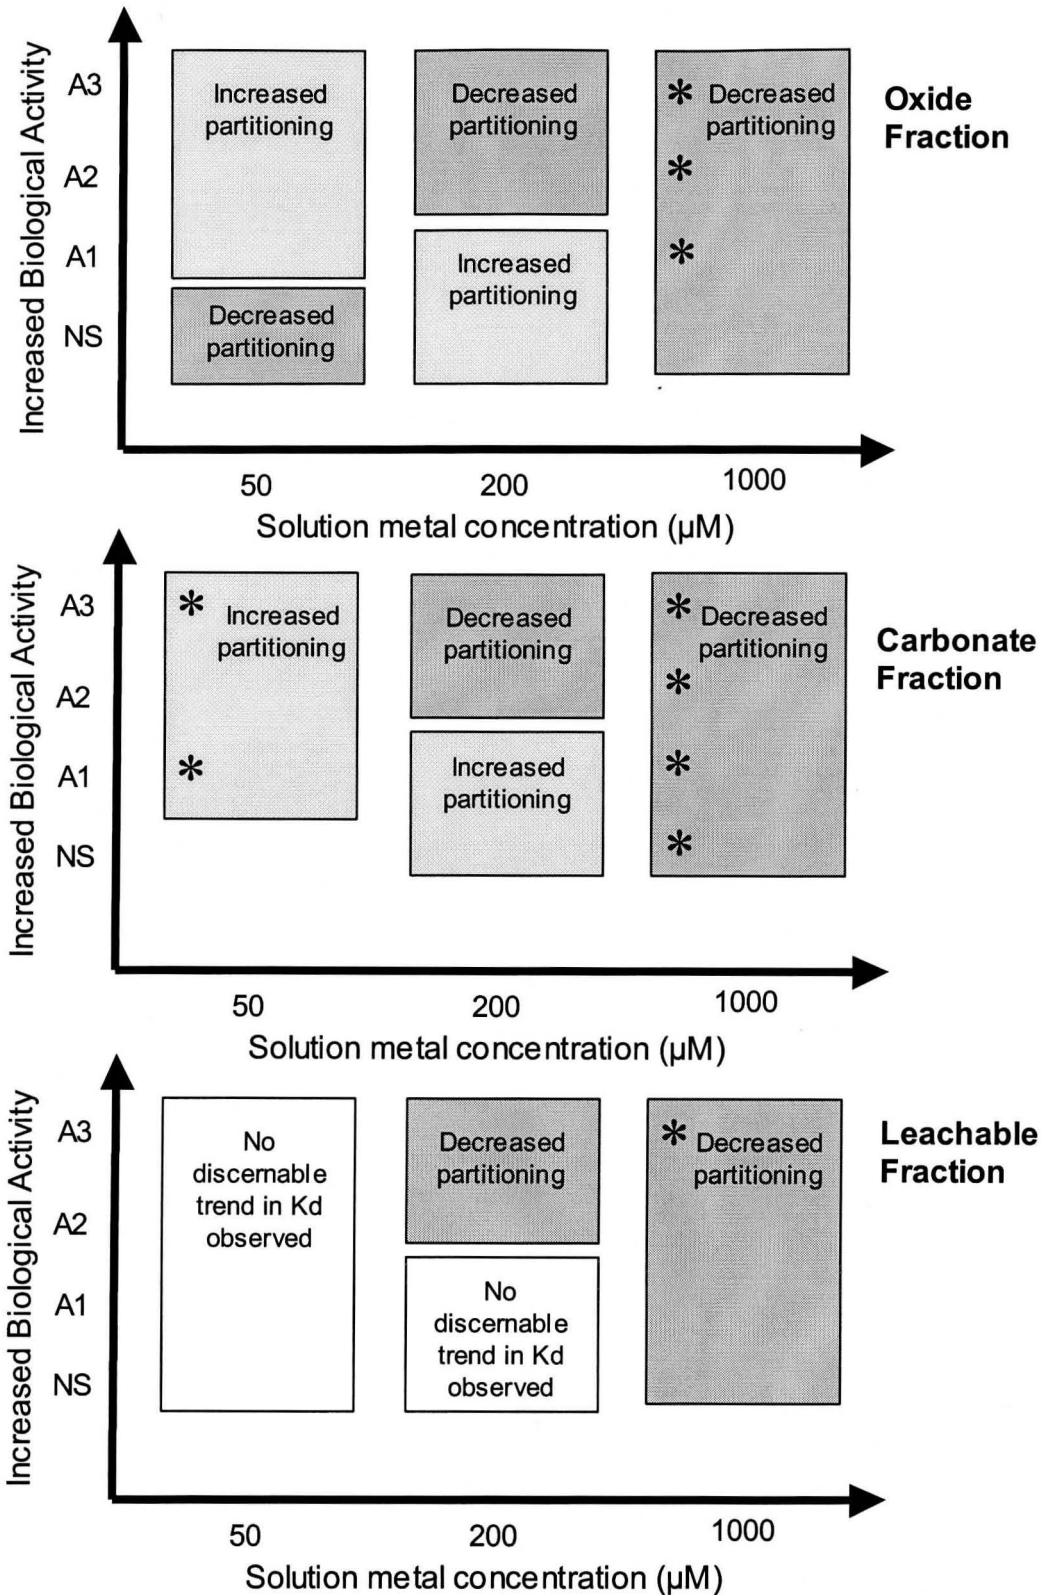 Increased Biological Activity
A3
A2
A1
NS
Increased
partitioning
Decreased
partitioning
Decreased
partitioning
Increased
partitioning
* Decreased
partitioning
*
*
Oxide
Fraction
50
200
1000
Solution metal concentration (µM)
Increased Biological Activity
A3
A2
A1
NS
* Increased
partitioning
*
Decreased
partitioning
Increased
partitioning
* Decreased
partitioning
*
*
*
Carbonate
Fraction
50
200
1000
Solution metal concentration (µM)
Increased Biological Activity
A3
A2
A1
NS
No
discernable
trend in Kd
observed
Decreased
partitioning
No
discernable
trend in Kd
observed
* Decreased
partitioning
Leachable
Fraction
50
200
1000
Solution metal concentration (µM)